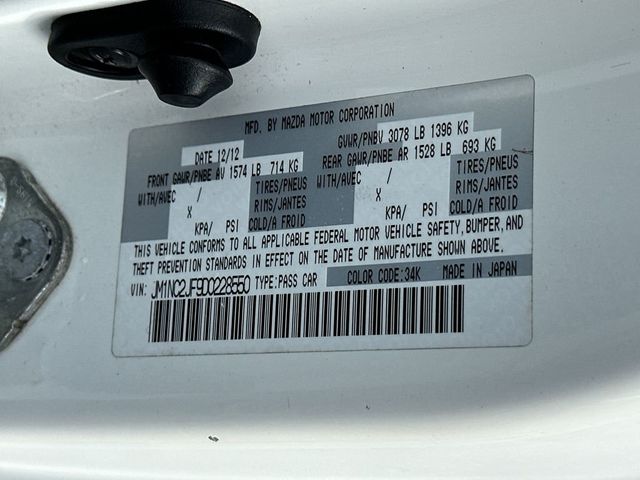 MFD. BY MAZDA MOTOR CORPORATION
DATE 12/12
GVWR/PNBV 3078 LB 1396 KG
FRONT GAWR/PNBE AV 1574 LB 714 KG
REAR GAWR/PNBE AR 1528 LB 693 KG
WITH/AVEC / TIRES/PNEUS
WITH/AVEC / TIRES/PNEUS
X RIMS/JANTES
X RIMS/JANTES
KPA/ PSI COLD/A FROID
KPA/ PSI COLD/A FROID
THIS VEHICLE CONFORMS TO ALL APPLICABLE FEDERAL MOTOR VEHICLE SAFETY, BUMPER, AND
THEFT PREVENTION STANDARDS IN EFFECT ON THE DATE OF MANUFACTURE SHOWN ABOVE.
VIN: JM1NC2JF9D0228550 TYPE:PASS CAR COLOR CODE:34K MADE IN JAPAN